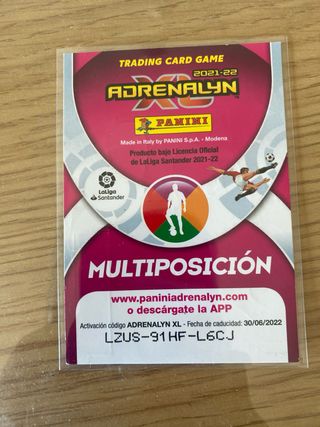 TRADING CARD GAME
2021-22
ADRENALYN
XL
PANINI
Made in Italy by PANINI S.p.A. - Modena
Producto bajo Licencia Oficial
de LaLiga Santander 2021-22
LaLiga
Santander
MULTIPOSICIÓN
www.paniniadrenalyn.com
o descárgate la APP
Activación código ADRENALYN XL - Fecha de caducidad: 30/06/2022
LZUS-91HF-L6CJ